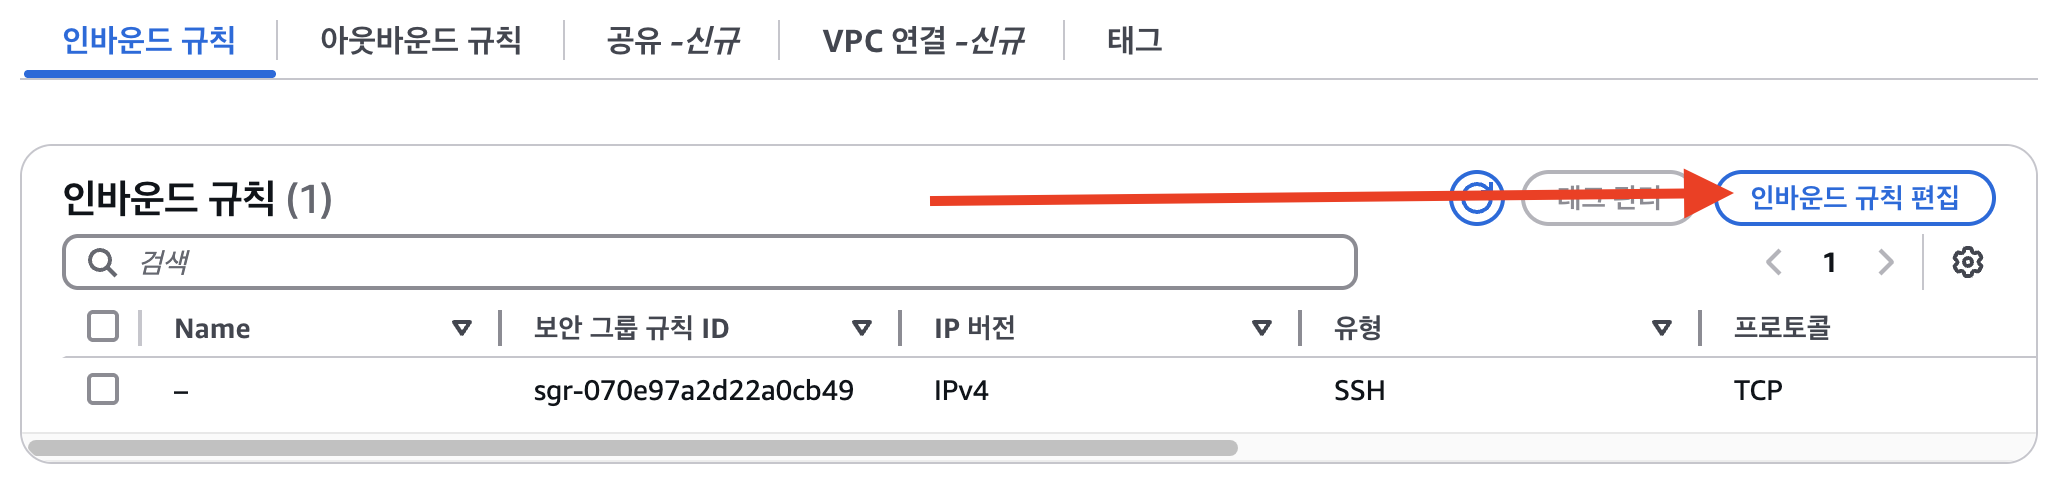 인바운드 규칙 아웃바운드 규칙 공유 -신규 VPC 연결 -신규 태그
인바운드 규칙 (1) 태그 관리 인바운드 규칙 편집
검색 1
Name 보안 그룹 규칙 ID IP 버전 유형 프로토콜
– sgr-070e97a2d22a0cb49 IPv4 SSH TCP